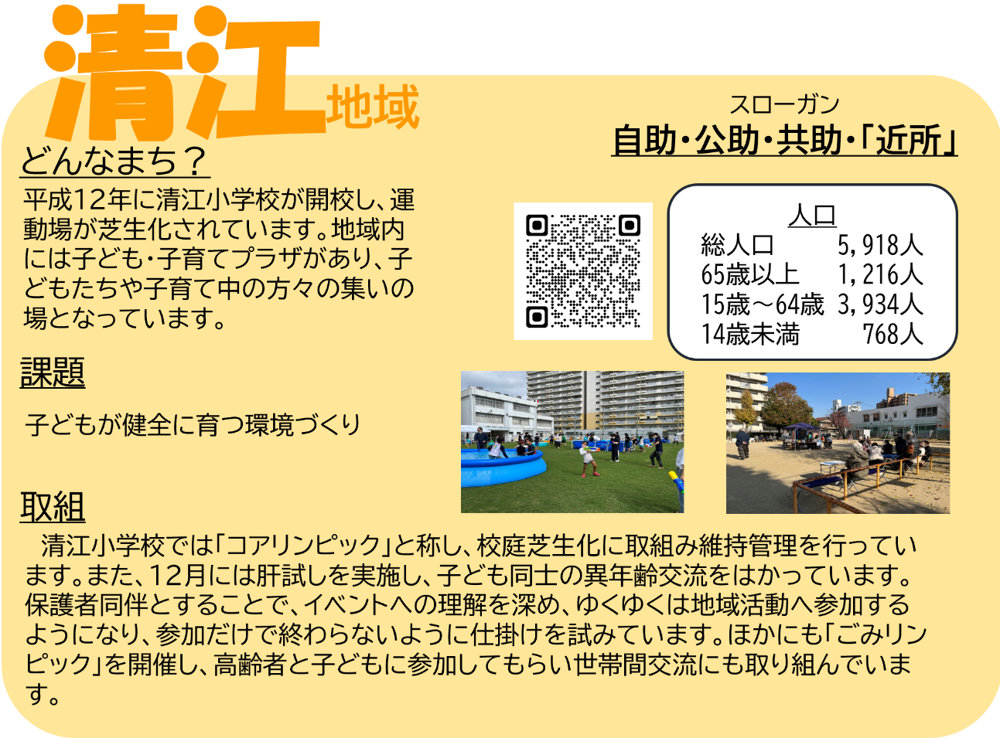 清江地域
スローガン
自助・公助・共助・「近所」
どんなまち？
平成12年に清江小学校が開校し、運
動場が芝生化されています。地域内
には子ども・子育てプラザがあり、子
どもたちや子育て中の方々の集いの
場となっています。
人口
総人口 5,918人
65歳以上 1,216人
15歳～64歳 3,934人
14歳未満 768人
課題
子どもが健全に育つ環境づくり
取組
清江小学校では「コアリンピック」と称し、校庭芝生化に取組み維持管理を行ってい
ます。また、12月には肝試しを実施し、子ども同士の異年齢交流をはかっています。
保護者同伴とすることで、イベントへの理解を深め、ゆくゆくは地域活動へ参加する
ようになり、参加だけで終わらないように仕掛けを試みています。ほかにも「ごみリン
ピック」を開催し、高齢者と子どもに参加してもらい世帯間交流にも取り組んでいま
す。